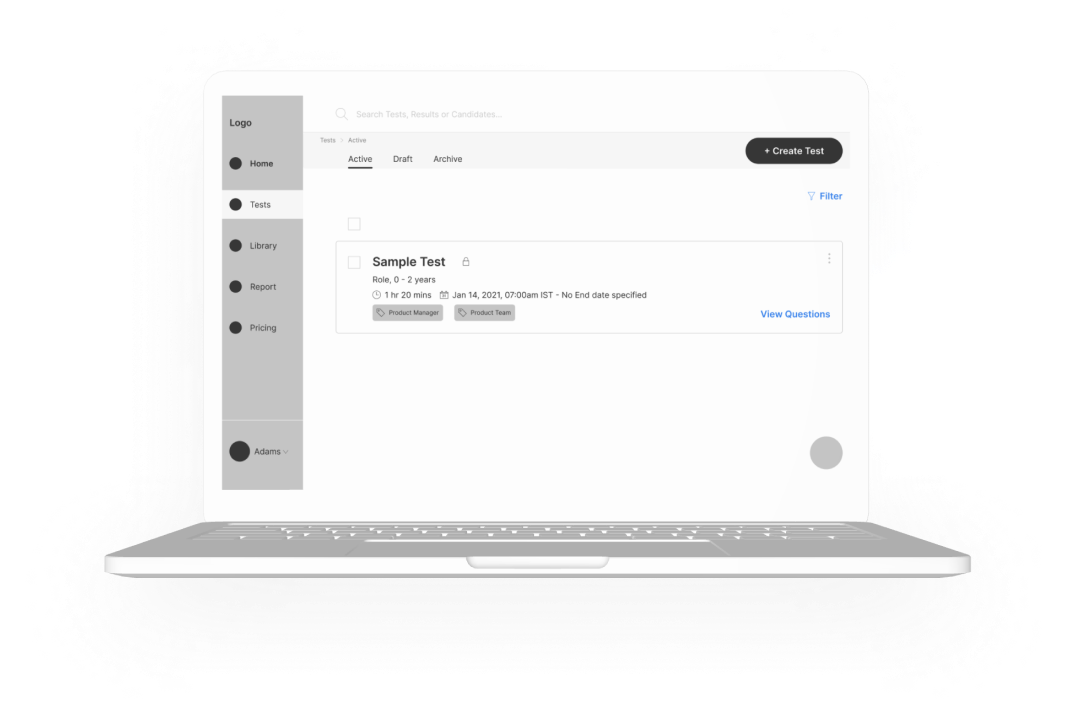 Logo
Home
Tests
Library
Report
Pricing
Adams
Search Tests, Results or Candidates...
Tests Active
Active Draft Archive
+ Create Test
Filter
Sample Test
Role, 0 - 2 years
1 hr 20 mins Jan 14, 2021, 07:00am IST - No End date specified
Product Manager Product Team
View Questions